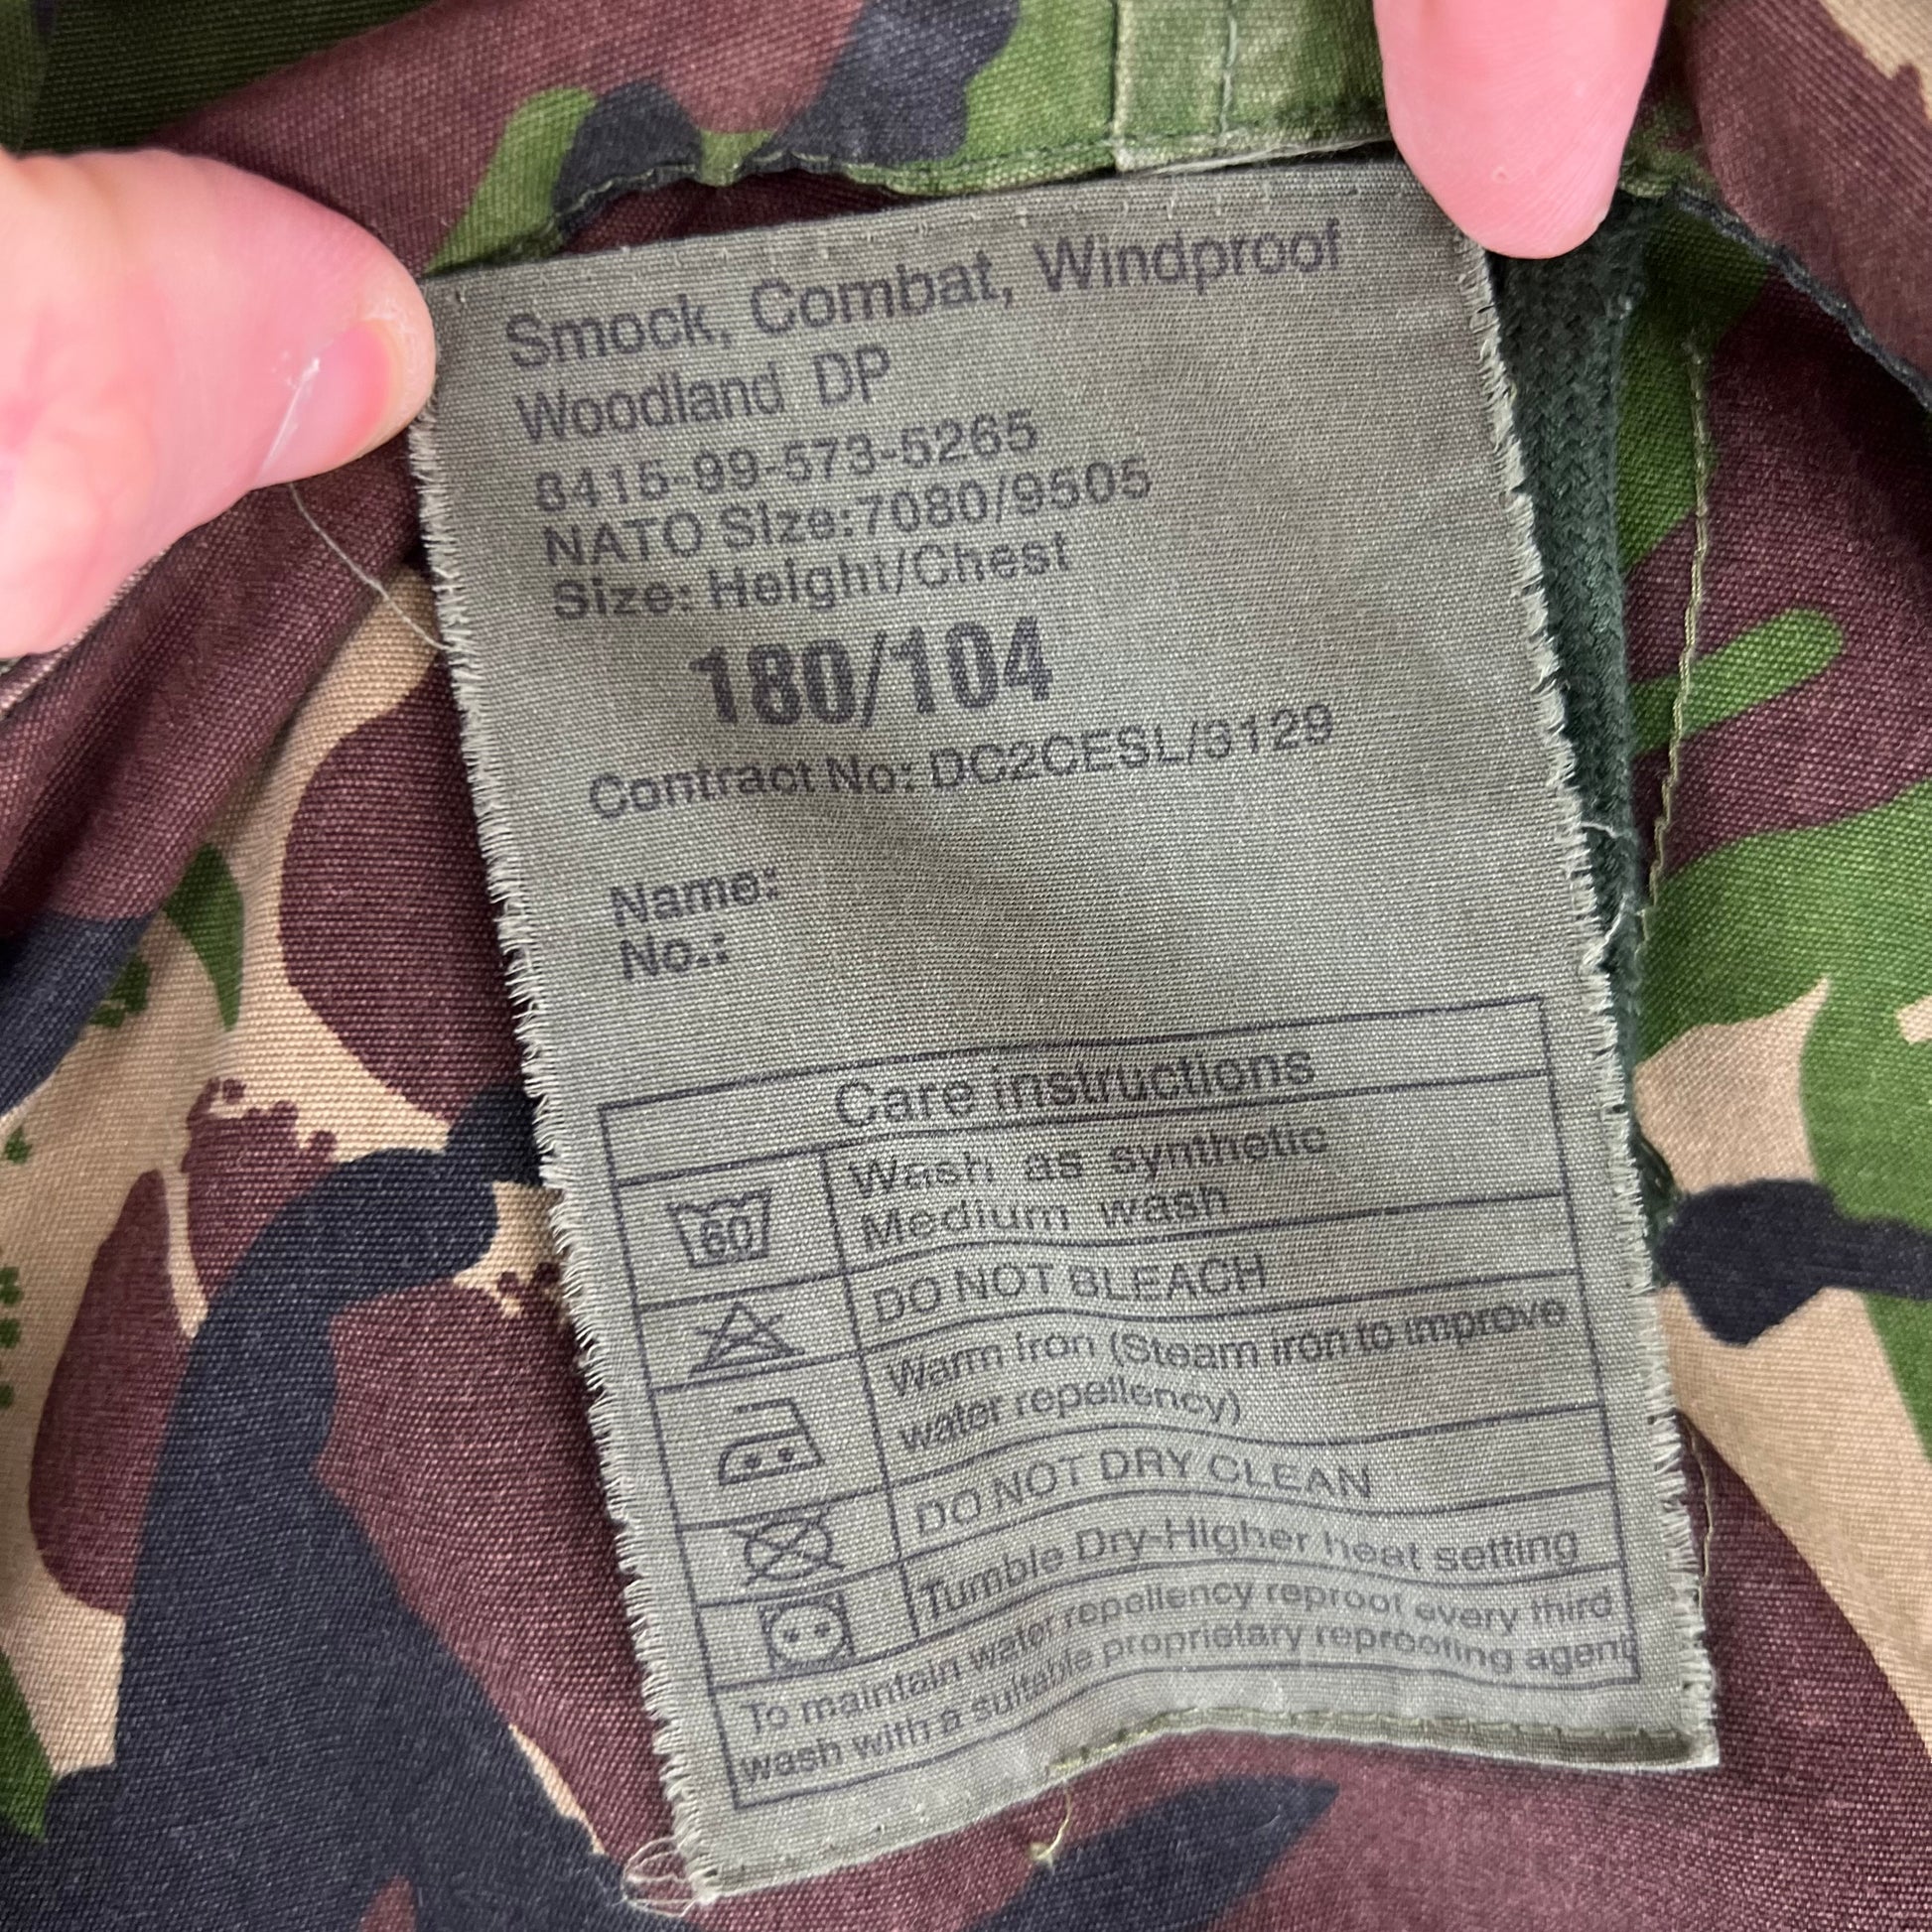 Smock, Combat, Windproof
Woodland DP
8415-99-573-5265
NATO Size:7080/9505
Size: Height/Chest
180/104
Contract No: DC2CESL/3129
Name:
No.:
Care instructions
60
Wash as synthetic
Medium wash
DO NOT BLEACH
Warm iron (Steam iron to improve
water repellency)
DO NOT DRY CLEAN
Tumble Dry-Higher heat setting
To maintain water repellency reproof every third
wash with a suitable proprietary reproofing agent